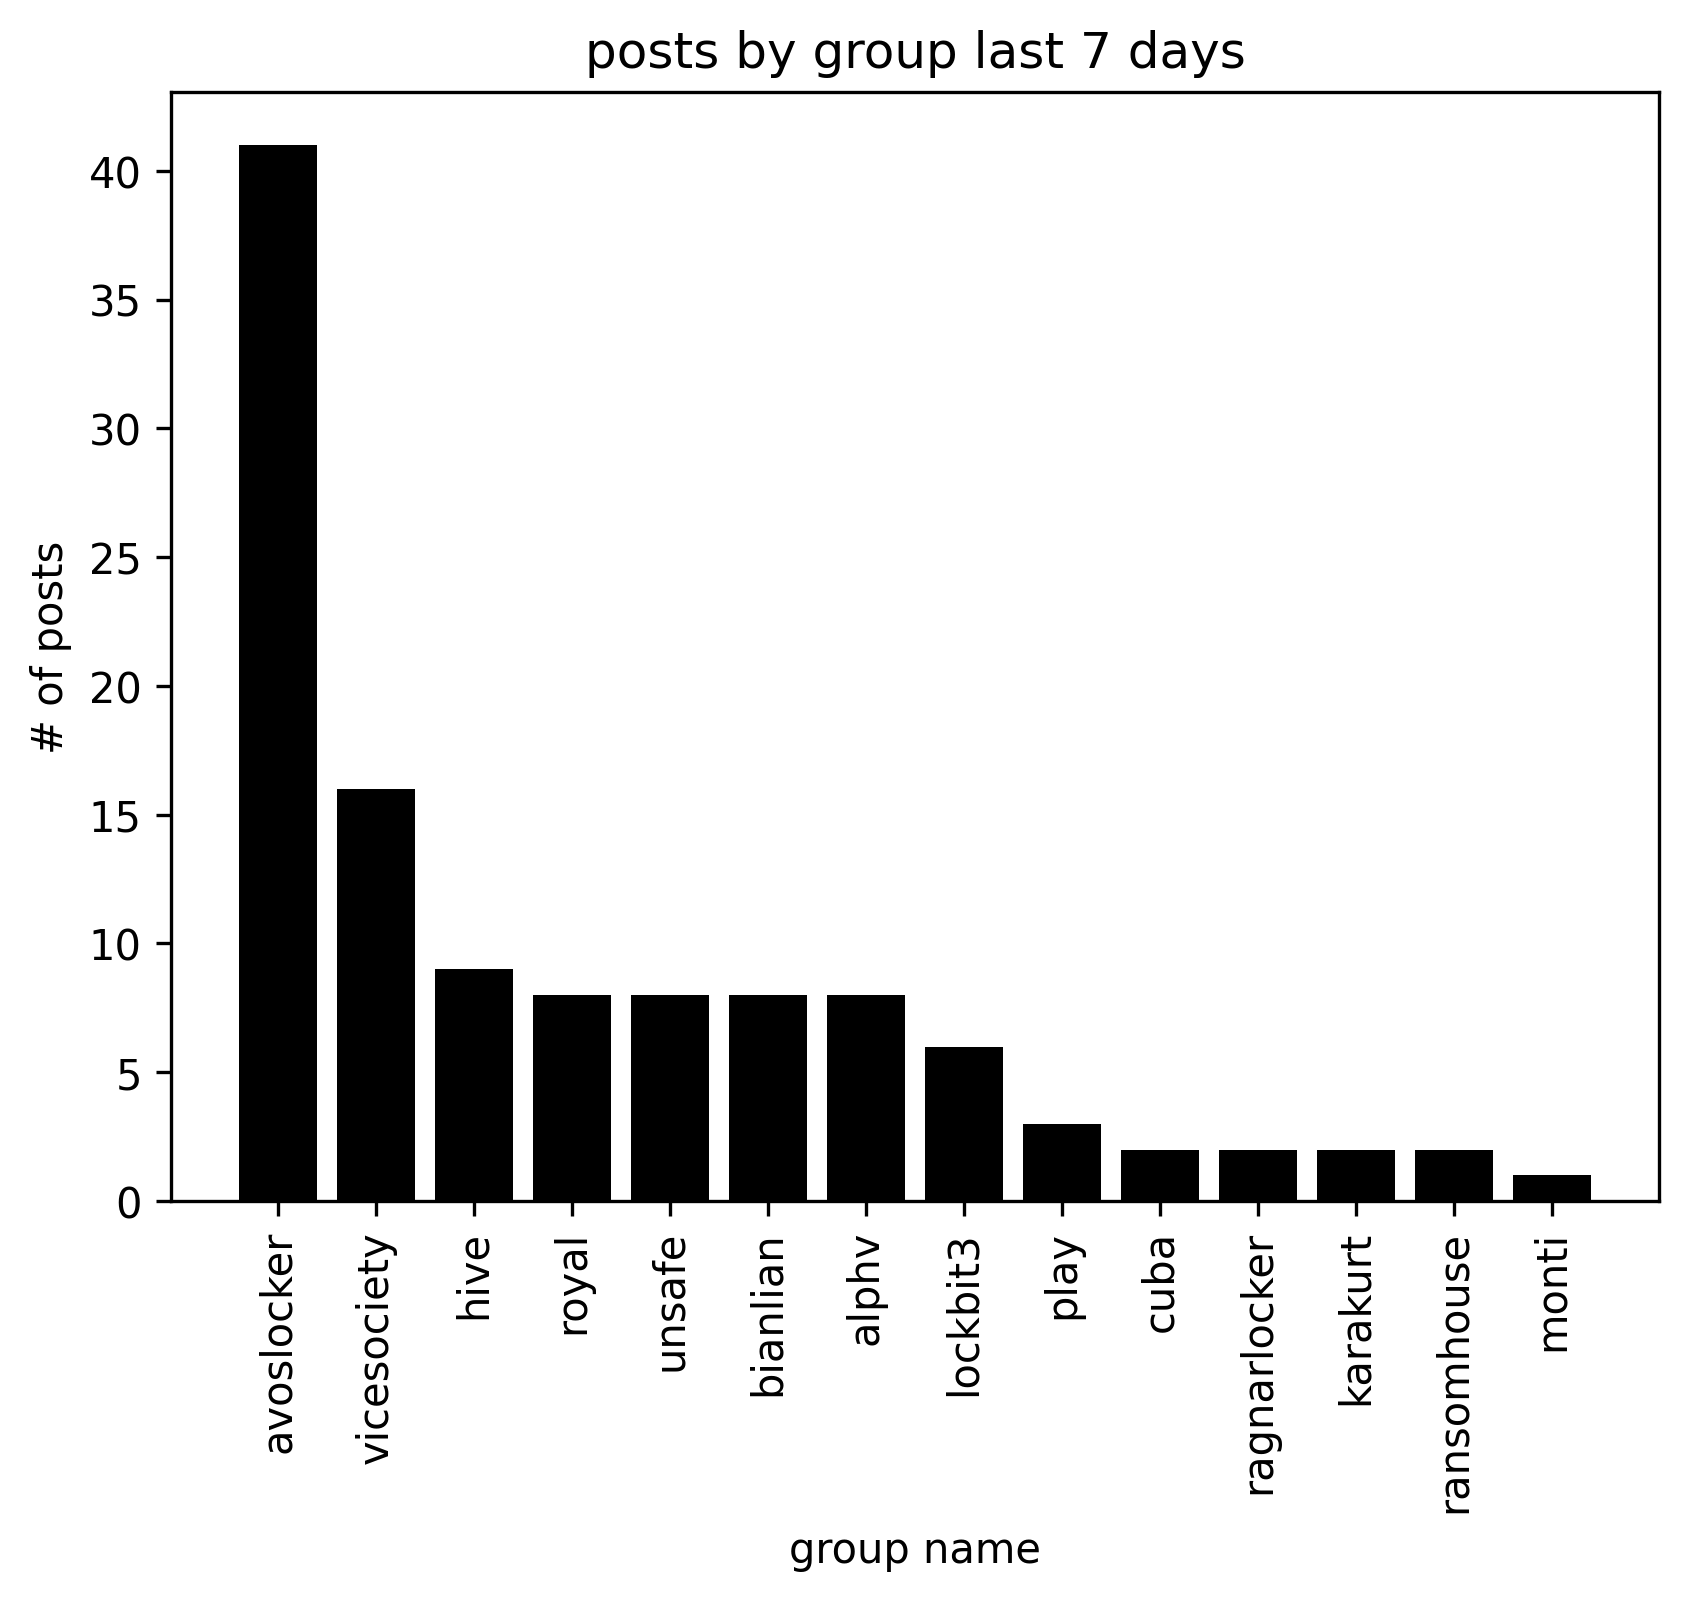 posts by group last 7 days
# of posts
40
35
30
25
20
15
10
5
0
avoslocker
vicesociety
hive
royal
unsafe
bianlian
alphv
lockbit3
play
cuba
ragnarlocker
karakurt
ransomhouse
monti
group name